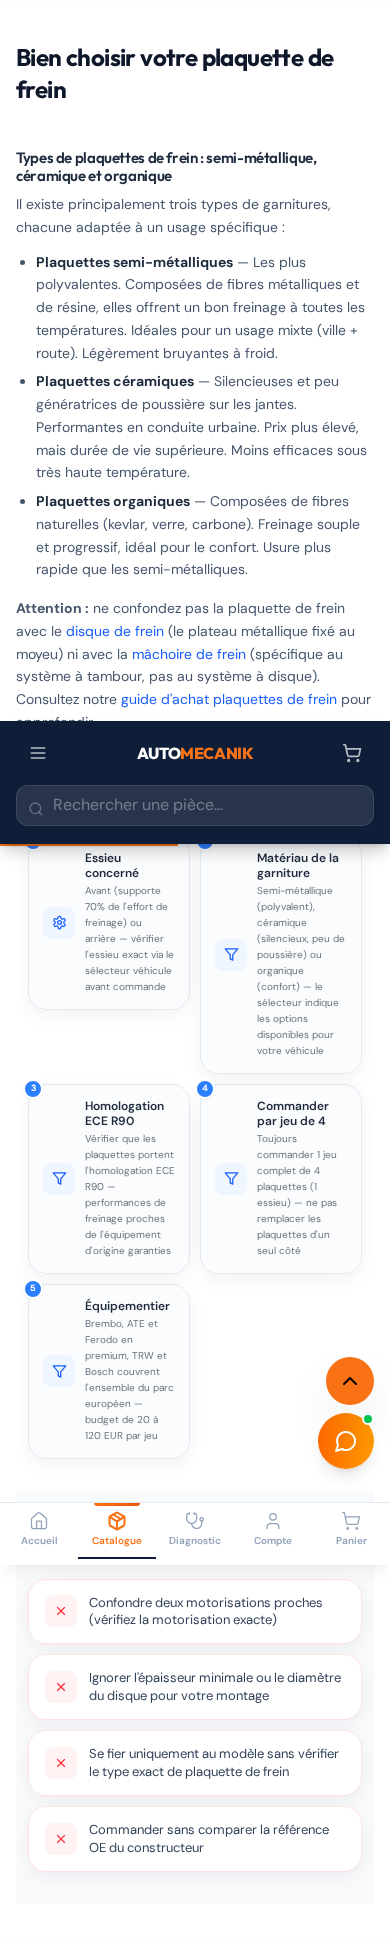 Bien choisir votre plaquette de
frein
Types de plaquettes de frein : semi-métallique,
céramique et organique
Il existe principalement trois types de garnitures,
chacune adaptée à un usage spécifique :
Plaquettes semi-métalliques — Les plus
polyvalentes. Composées de fibres métalliques et
de résine, elles offrent un bon freinage à toutes les
températures. Idéales pour un usage mixte (ville +
route). Légèrement bruyantes à froid.
Plaquettes céramiques — Silencieuses et peu
génératrices de poussière sur les jantes.
Performantes en conduite urbaine. Prix plus élevé,
mais durée de vie supérieure. Moins efficaces sous
très haute température.
Plaquettes organiques — Composées de fibres
naturelles (kevlar, verre, carbone). Freinage souple
et progressif, idéal pour le confort. Usure plus
rapide que les semi-métalliques.
Attention : ne confondez pas la plaquette de frein
avec le disque de frein (le plateau métallique fixé au
moyeu) ni avec la mâchoire de frein (spécifique au
système à tambour, pas au système à disque).
Consultez notre guide d'achat plaquettes de frein pour
AUTOMECANIK
Rechercher une pièce...
Essieu
concerné
Avant (supporte
70% de l'effort de
freinage) ou
arrière — vérifier
l'essieu exact via le
sélecteur véhicule
avant commande
Matériau de la
garniture
Semi-métallique
(polyvalent),
céramique
(silencieux, peu de
poussière) ou
organique
(confort) — le
sélecteur indique
les options
disponibles pour
votre véhicule
3
Homologation
ECE R90
Vérifier que les
plaquettes portent
l'homologation ECE
R90 —
performances de
freinage proches
de l'équipement
d'origine garanties
4
Commander
par jeu de 4
Toujours
commander 1 jeu
complet de 4
plaquettes (1
essieu) — ne pas
remplacer les
plaquettes d'un
seul côté
5
Équipementier
Brembo, ATE et
Ferodo en
premium, TRW et
Bosch couvrent
l'ensemble du parc
européen —
budget de 20 à
120 EUR par jeu
Accueil
Catalogue
Diagnostic
Compte
Panier
Confondre deux motorisations proches
(vérifiez la motorisation exacte)
Ignorer l'épaisseur minimale ou le diamètre
du disque pour votre montage
Se fier uniquement au modèle sans vérifier
le type exact de plaquette de frein
Commander sans comparer la référence
OE du constructeur